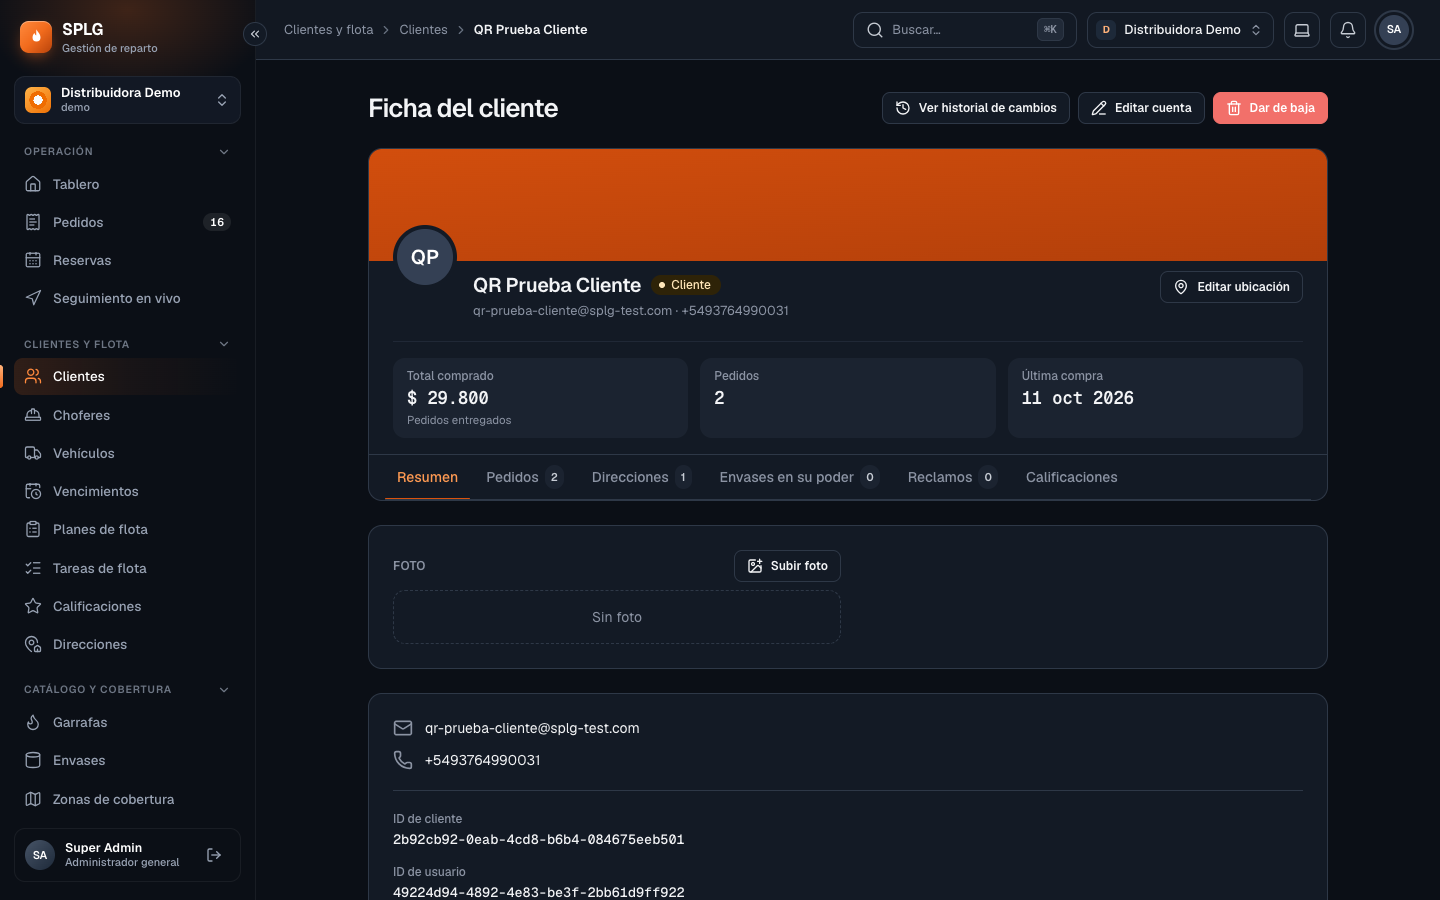 SPLG
Gestión de reparto
Distribuidora Demo
demo
OPERACIÓN
Tablero
Pedidos 16
Reservas
Seguimiento en vivo
CLIENTES Y FLOTA
Clientes
Choferes
Vehículos
Vencimientos
Planes de flota
Tareas de flota
Calificaciones
Direcciones
CATÁLOGO Y COBERTURA
Garrafas
Envases
Zonas de cobertura
SA Super Admin
Administrador general
Clientes y flota > Clientes > QR Prueba Cliente
Buscar... ⌘K
D Distribuidora Demo
SA
Ficha del cliente
Ver historial de cambios
Editar cuenta
Dar de baja
QP
QR Prueba Cliente
Cliente
qr-prueba-cliente@splg-test.com · +5493764990031
Editar ubicación
Total comprado
$ 29.800
Pedidos entregados
Pedidos
2
Última compra
11 oct 2026
Resumen Pedidos 2 Direcciones 1 Envases en su poder 0 Reclamos 0 Calificaciones
FOTO
Subir foto
Sin foto
qr-prueba-cliente@splg-test.com
+5493764990031
ID de cliente
2b92cb92-0eab-4cd8-b6b4-084675eeb501
ID de usuario
49224d94-4892-4e83-be3f-2bb61d9ff922